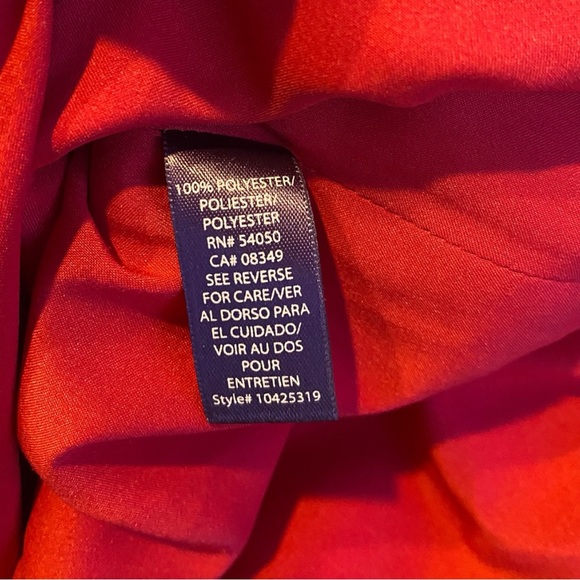 100% POLYESTER/
POLIESTER/
POLYESTER
RN# 54050
CA# 08349
SEE REVERSE
FOR CARE/VER
AL DORSO PARA
EL CUIDADO/
VOIR AU DOS
POUR
ENTRETIEN
Style# 10425319